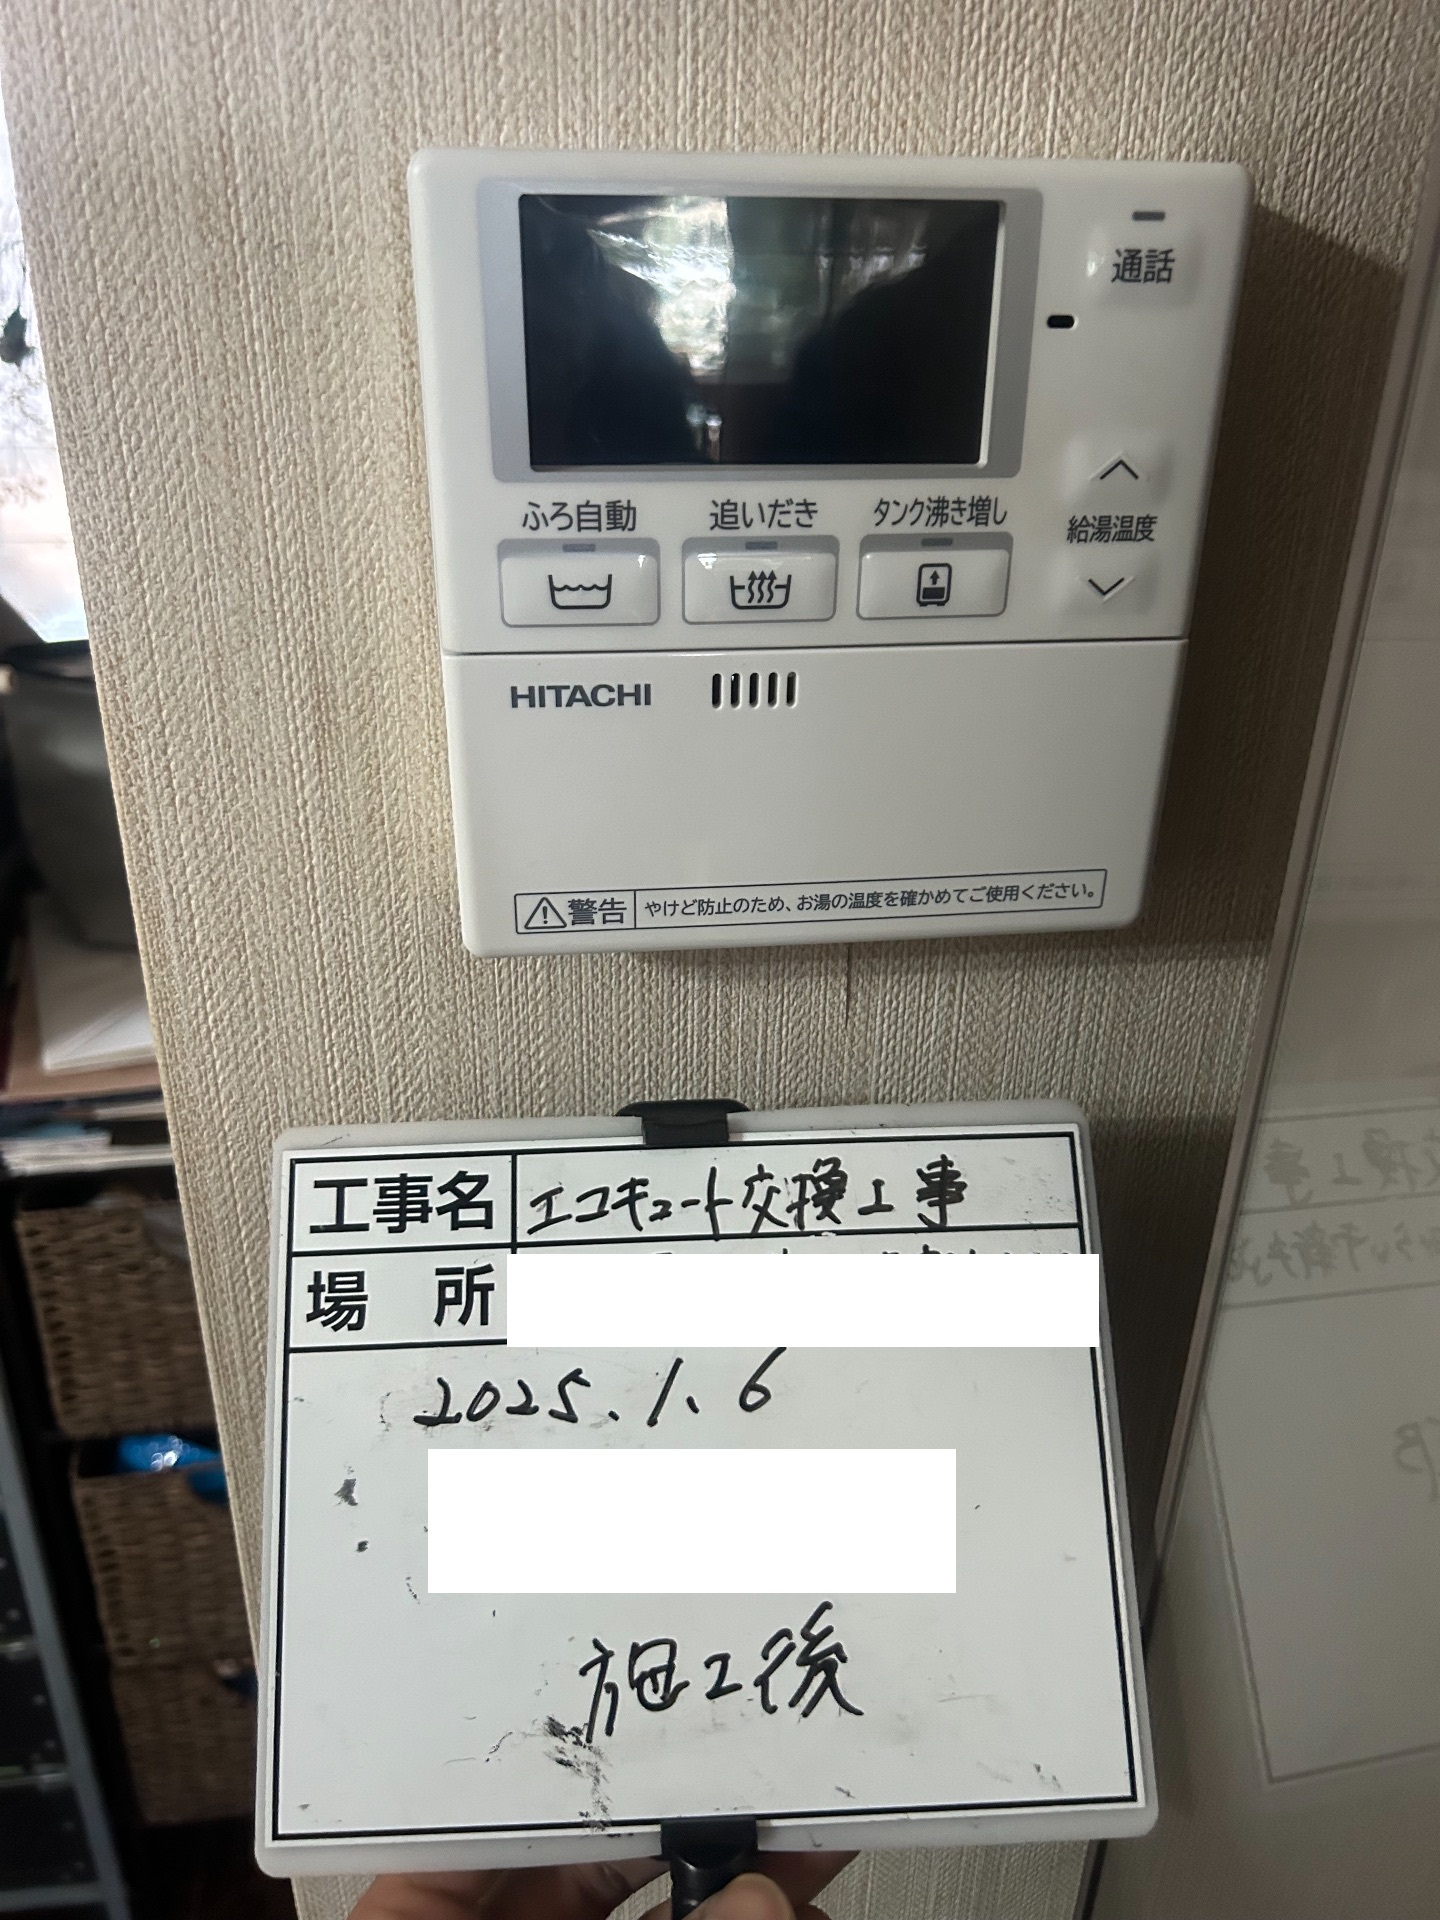 通話
ふろ自動 追いだき タンク沸き増し
給湯温度
HITACHI
警告 やけど防止のため、お湯の温度を確かめてご使用ください。
工事名 エコキュート交換工事
場 所
2025.1.6
施工後